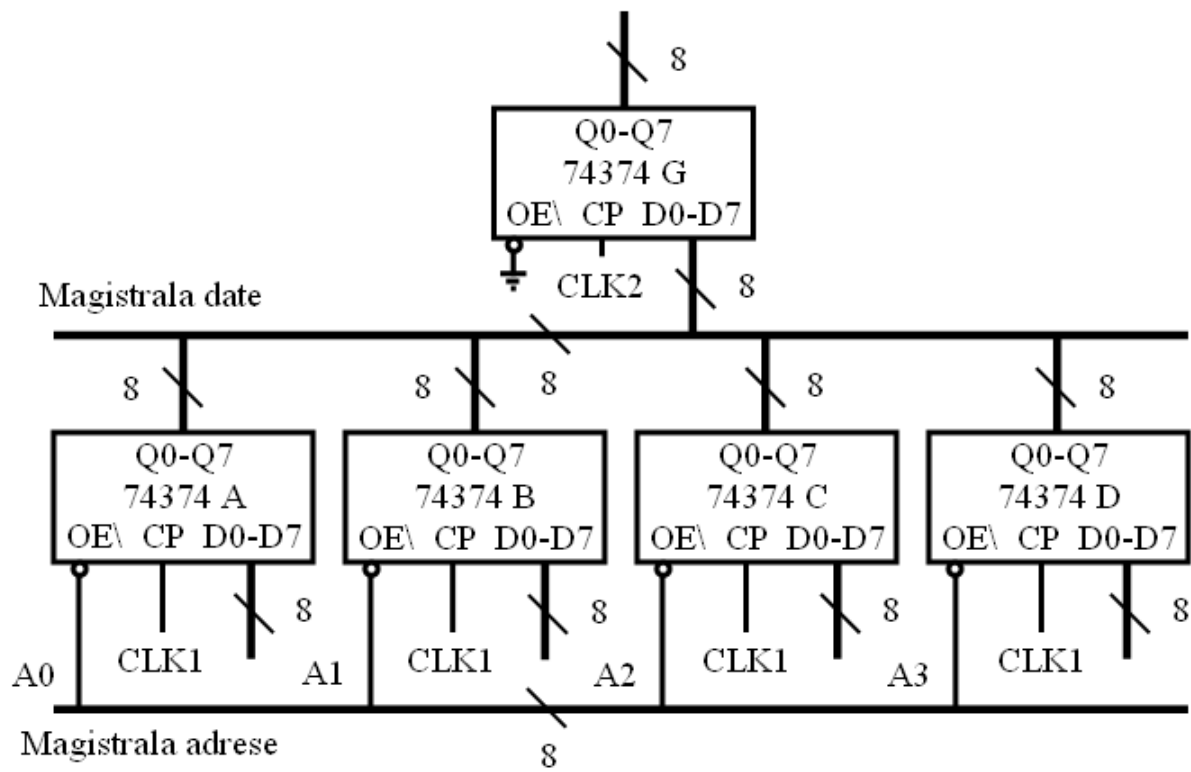 8
Q0-Q7
74374 G
OE\ CP D0-D7
CLK2
8
Magistrala date
8
8
8
8
8
Q0-Q7
74374 A
OE\ CP D0-D7
Q0-Q7
74374 B
OE\ CP D0-D7
Q0-Q7
74374 C
OE\ CP D0-D7
Q0-Q7
74374 D
OE\ CP D0-D7
8
8
8
8
A0
CLK1
A1
CLK1
A2
CLK1
A3
CLK1
Magistrala adrese
8